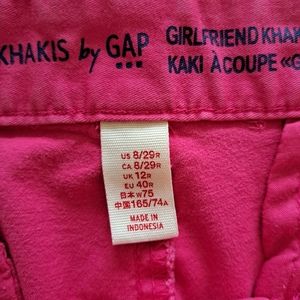 KHAKIS by GAP
GIRLFRIEND KHAK
KAKI À COUPE «G
US 8/29R
CA 8/29R
UK 12R
EU 40R
日本 W75
中国 165/74A
MADE IN
INDONESIA